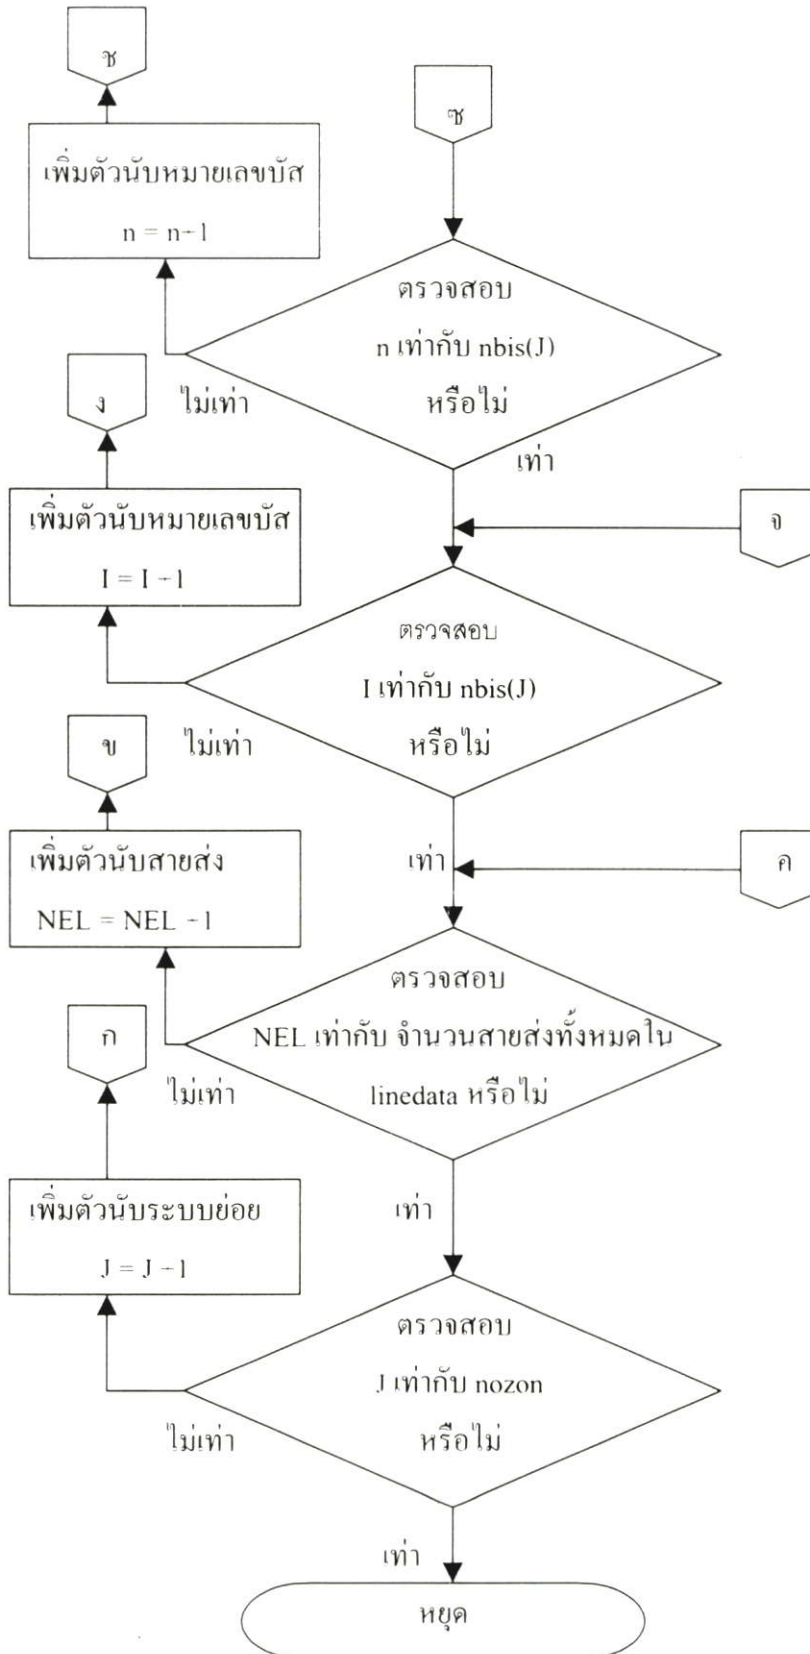 ช
ซ
เพิ่มตัวนับหมายเลขบัส
n = n-1
ตรวจสอบ
n เท่ากับ nbis(J)
หรือไม่
ไม่เท่า
เท่า
ง
เพิ่มตัวนับหมายเลขบัส
I = I -1
จ
ตรวจสอบ
I เท่ากับ nbis(J)
หรือไม่
ไม่เท่า
เท่า
ข
เพิ่มตัวนับสายส่ง
NEL = NEL -1
ค
ตรวจสอบ
NEL เท่ากับ จำนวนสายส่งทั้งหมดใน
linedata หรือไม่
ไม่เท่า
เท่า
ก
เพิ่มตัวนับระบบย่อย
J = J -1
ตรวจสอบ
J เท่ากับ nozon
หรือไม่
ไม่เท่า
เท่า
หยุด